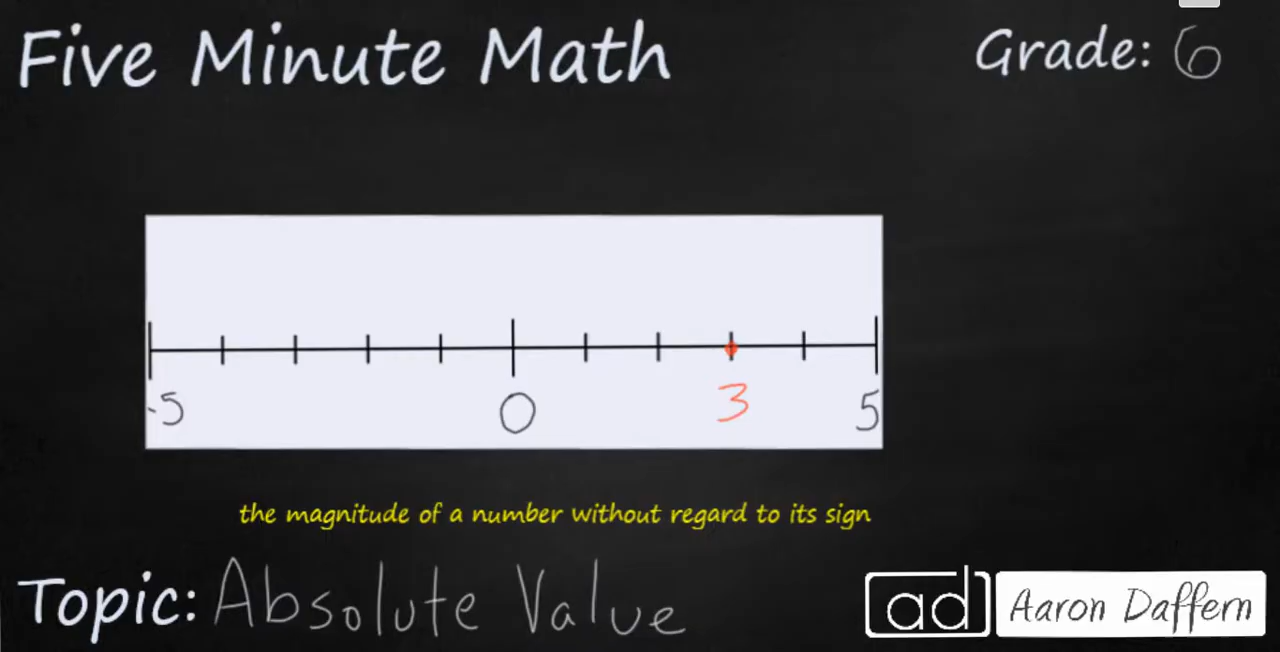 Five Minute Math
Grade: 6
-5 0 3 5
the magnitude of a number without regard to its sign
Topic: Absolute Value
ad Aaron Daffern